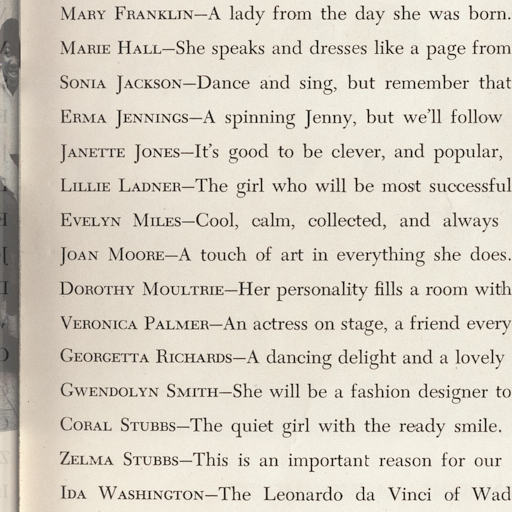 Mary Franklin—A lady from the day she was born.
Marie Hall—She speaks and dresses like a page from
Sonia Jackson—Dance and sing, but remember that
Erma Jennings—A spinning Jenny, but we'll follow
Janette Jones—It's good to be clever, and popular,
Lillie Ladner—The girl who will be most successful
Evelyn Miles—Cool, calm, collected, and always
Joan Moore—A touch of art in everything she does.
Dorothy Moultrie—Her personality fills a room with
Veronica Palmer—An actress on stage, a friend every
Georgetta Richards—A dancing delight and a lovely
Gwendolyn Smith—She will be a fashion designer to
Coral Stubbs—The quiet girl with the ready smile.
Zelma Stubbs—This is an important reason for our
Ida Washington—The Leonardo da Vinci of Wad